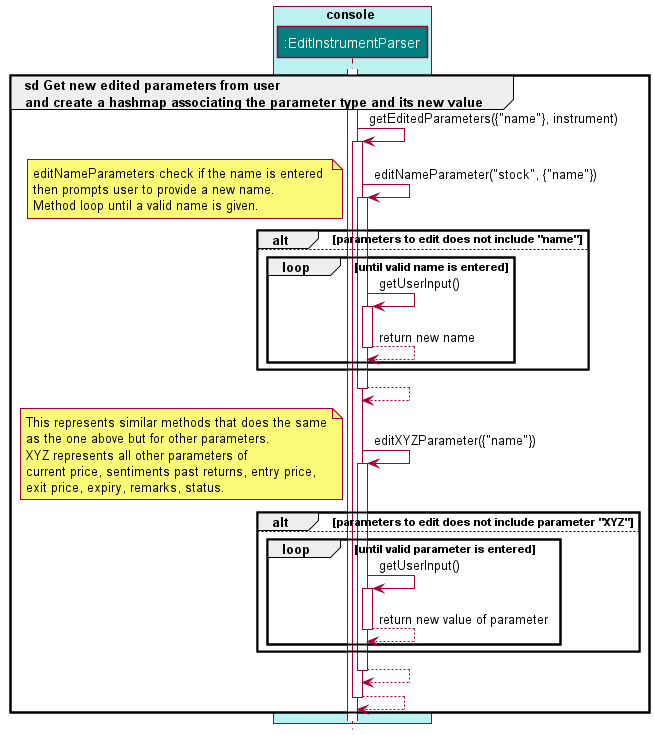 console
:EditInstrumentParser
sd Get new edited parameters from user
and create a hashmap associating the parameter type and its new value
getEditedParameters({"name"}, instrument)
editNameParameters check if the name is entered
then prompts user to provide a new name.
Method loop until a valid name is given.
editNameParameter("stock", {"name"})
alt [parameters to edit does not include "name"]
loop [until valid name is entered]
getUserInput()
return new name
This represents similar methods that does the same
as the one above but for other parameters.
XYZ represents all other parameters of
current price, sentiments past returns, entry price,
exit price, expiry, remarks, status.
editXYZParameter({"name"})
alt [parameters to edit does not include parameter "XYZ"]
loop [until valid parameter is entered]
getUserInput()
return new value of parameter